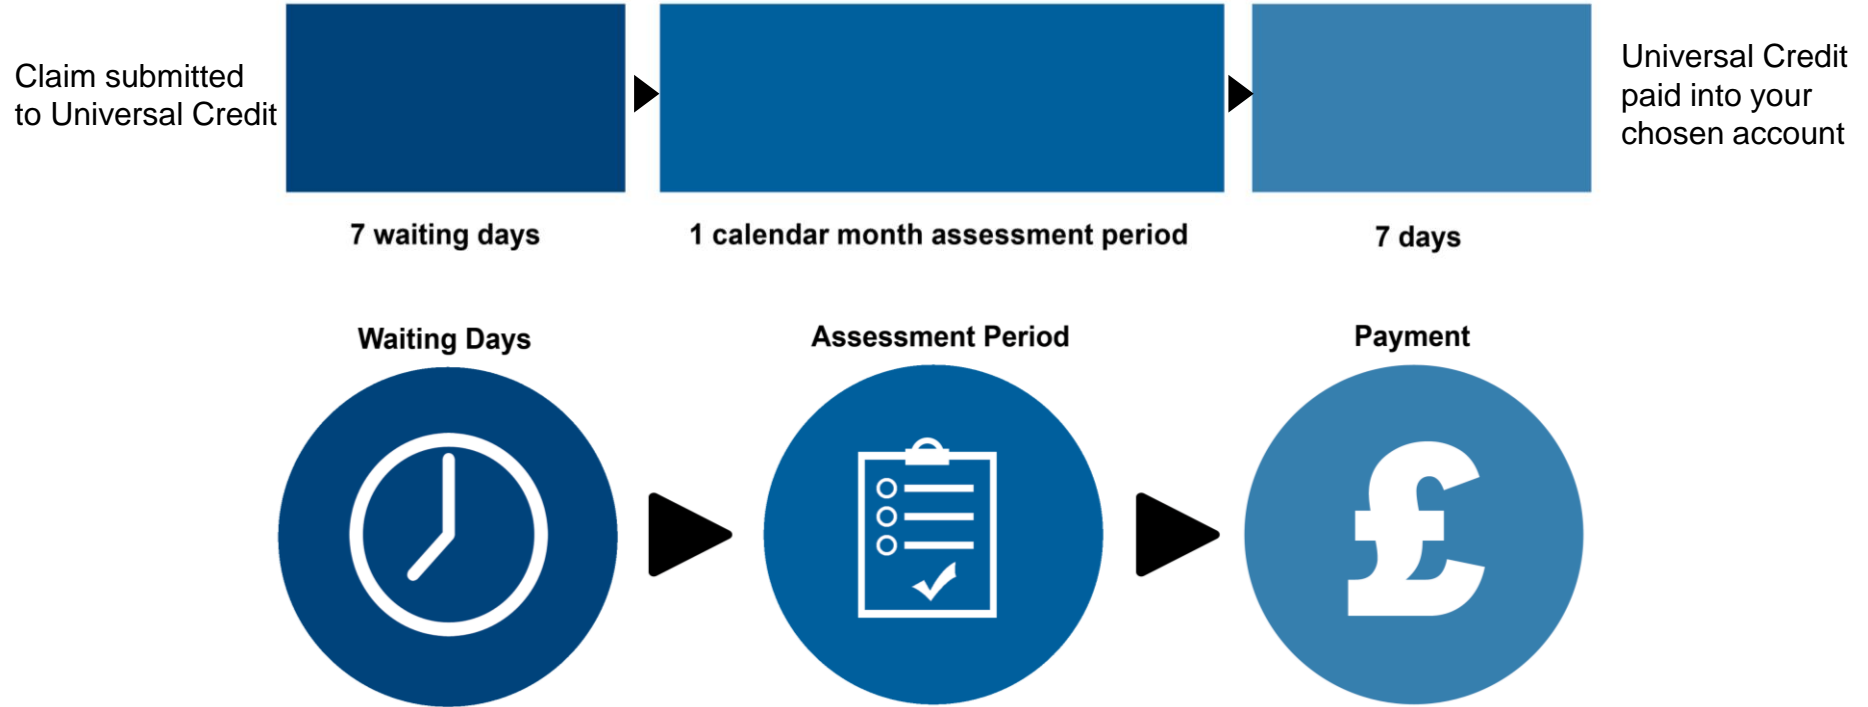 Claim submitted
to Universal Credit
Universal Credit
paid into your
chosen account
7 waiting days
1 calendar month assessment period
7 days
Waiting Days
Assessment Period
Payment
£